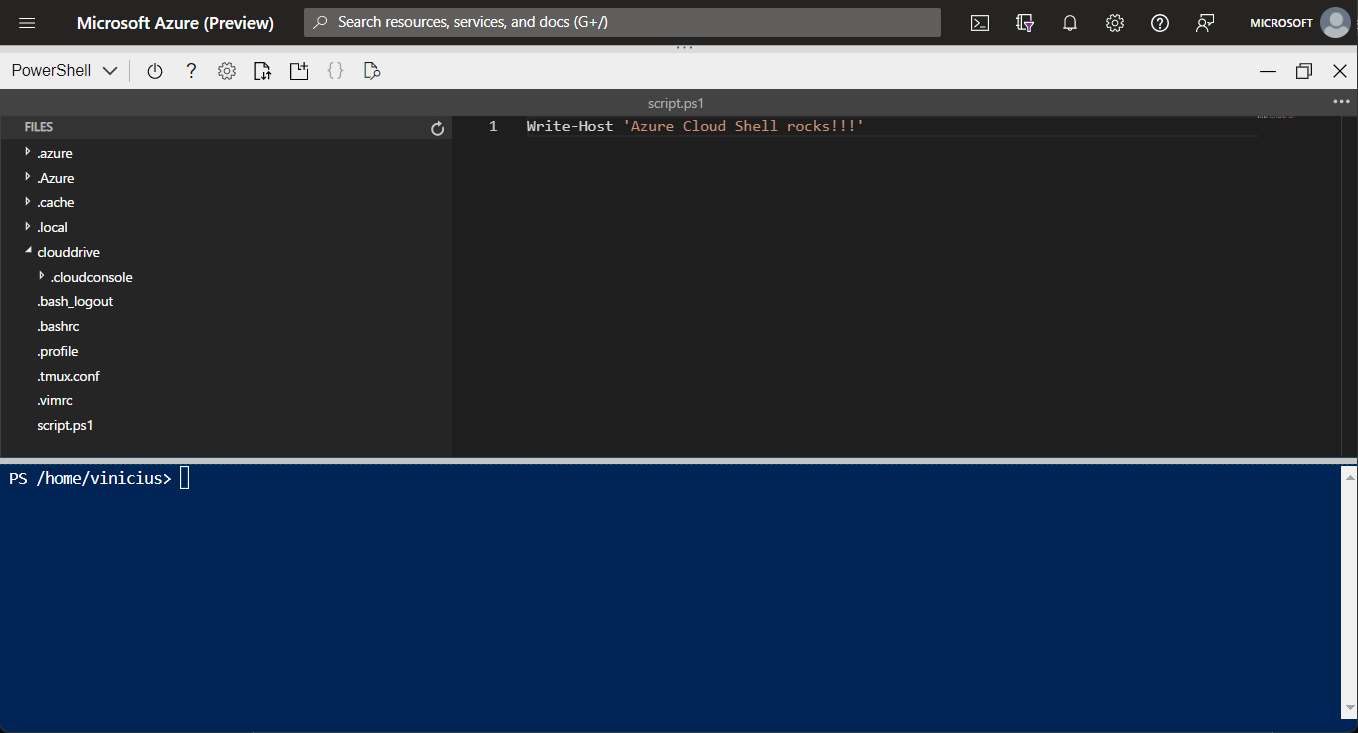 Microsoft Azure (Preview)
Search resources, services, and docs (G+/)
MICROSOFT
PowerShell
?
{}
script.ps1
FILES
.azure
.Azure
.cache
.local
clouddrive
.cloudconsole
.bash_logout
.bashrc
.profile
.tmux.conf
.vimrc
script.ps1
1 Write-Host 'Azure Cloud Shell rocks!!!'
PS /home/vinicius>